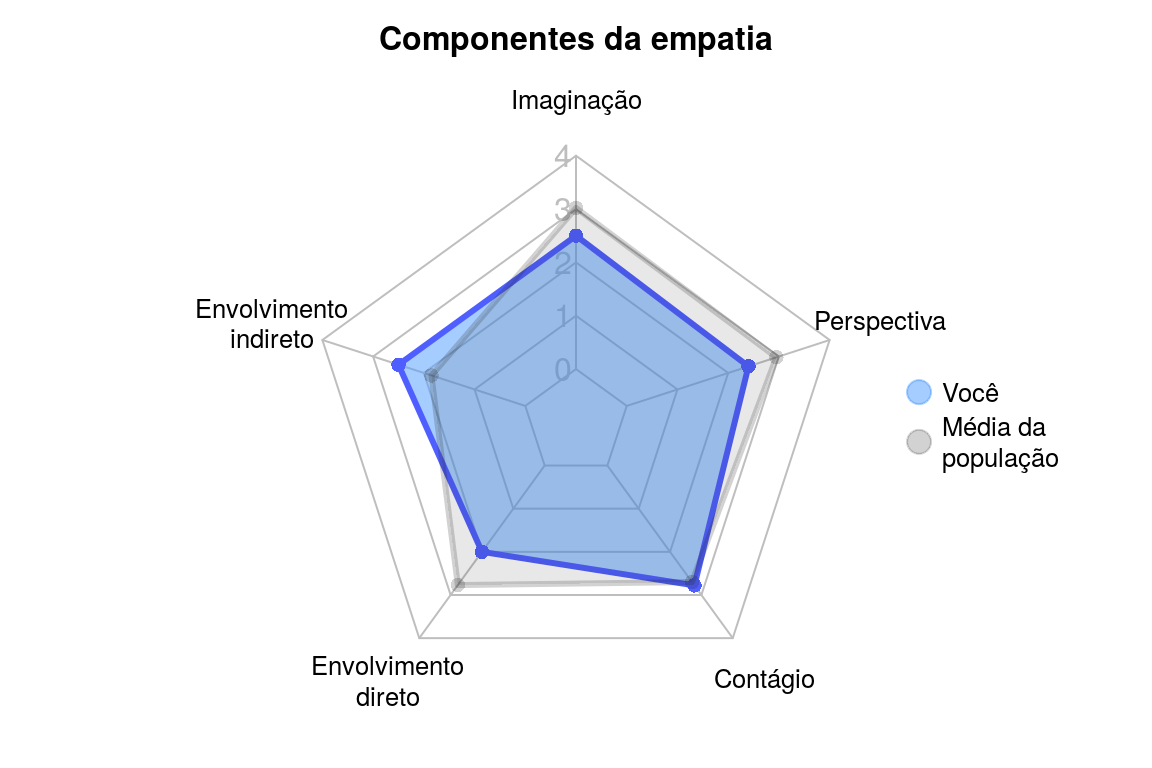 Componentes da empatia
Imaginação
4
3
2
1
0
Envolvimento
indireto
Perspectiva
Você
Média da
população
Envolvimento
direto
Contágio